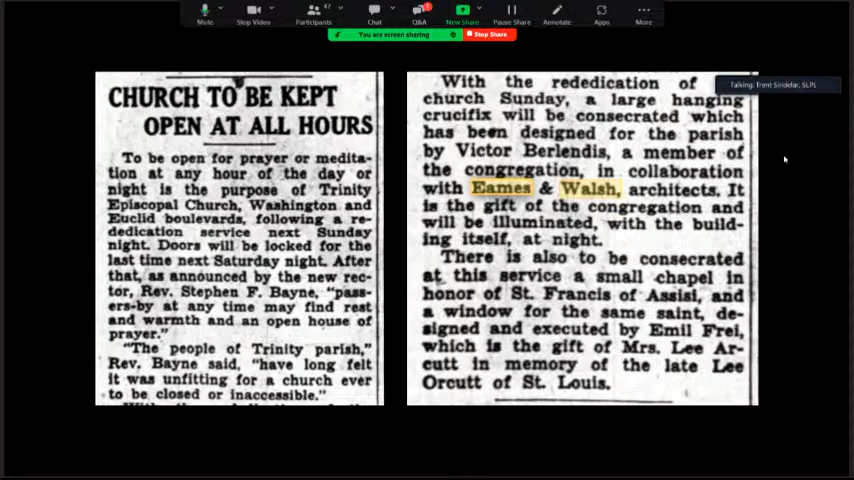 Mute
Stop Video
Participants
47
Chat
Q&A
1
New Share
Pause Share
Annotate
Apps
More
You are screen sharing
Stop Share
Talking: Trent Sindelar, SLPL
CHURCH TO BE KEPT
OPEN AT ALL HOURS
To be open for prayer or medita-
tion at any hour of the day or
night is the purpose of Trinity
Episcopal Church, Washington and
Euclid boulevards, following a re-
dedication service next Sunday
night. Doors will be locked for the
last time next Saturday night. After
that, as announced by the new rec-
tor, Rev. Stephen F. Bayne, "pass-
ers-by at any time may find rest
and warmth and an open house of
prayer."
"The people of Trinity parish,"
Rev. Bayne said, "have long felt
it was unfitting for a church ever
to be closed or inaccessible."
With the rededication of
church Sunday, a large hanging
crucifix will be consecrated which
has been designed for the parish
by Victor Berlendis, a member of
the congregation, in collaboration
with Eames & Walsh, architects. It
is the gift of the congregation and
will be illuminated, with the build-
ing itself, at night.
There is also to be consecrated
at this service a small chapel in
honor of St. Francis of Assisi, and
a window for the same saint, de-
signed and executed by Emil Frei,
which is the gift of Mrs. Lee Ar-
cutt in memory of the late Lee
Orcutt of St. Louis.